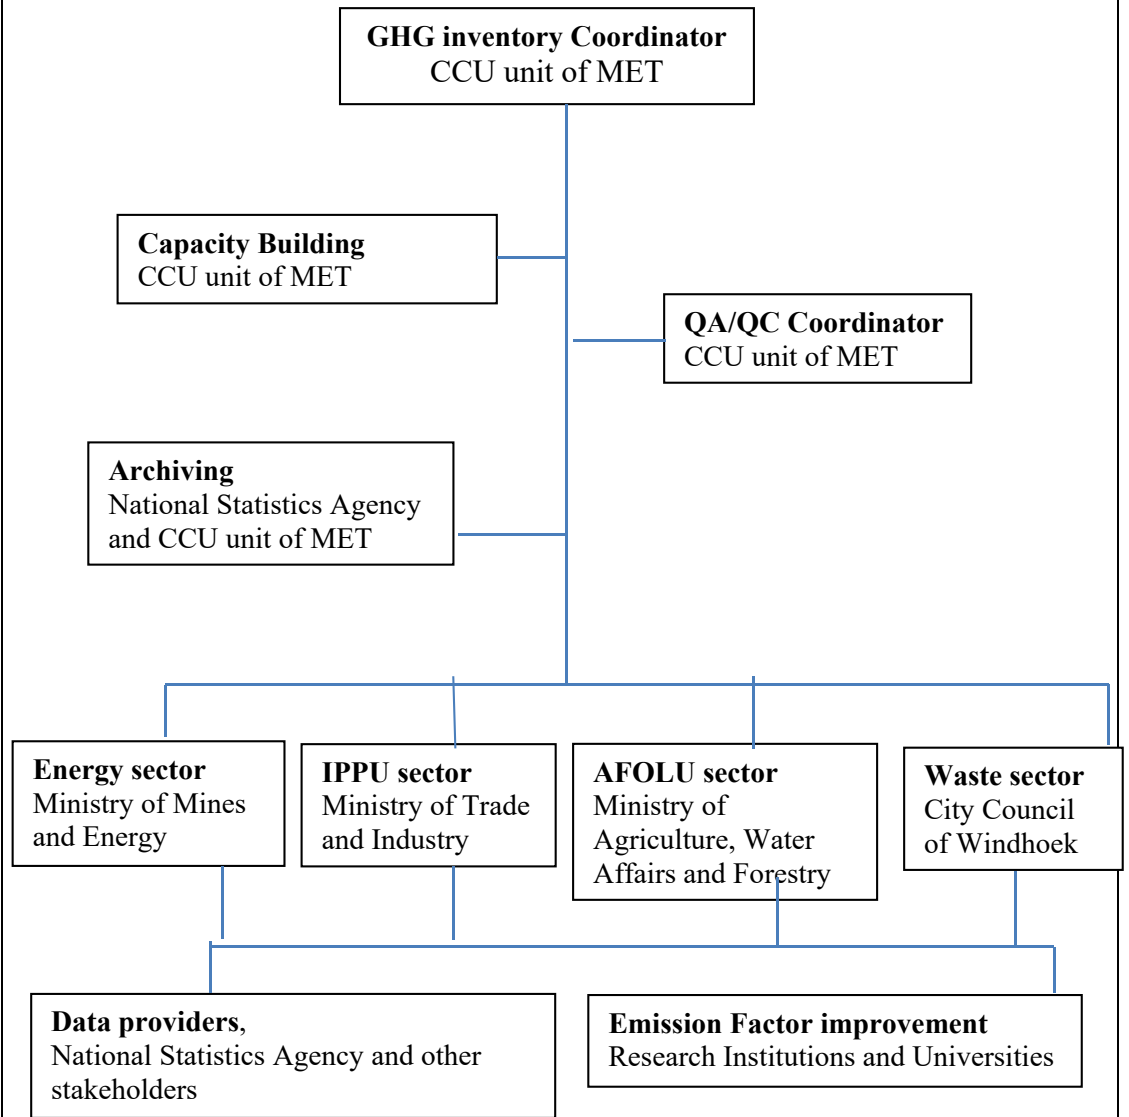 GHG inventory Coordinator
CCU unit of MET
Capacity Building
CCU unit of MET
QA/QC Coordinator
CCU unit of MET
Archiving
National Statistics Agency
and CCU unit of MET
Energy sector
Ministry of Mines
and Energy
IPPU sector
Ministry of Trade
and Industry
AFOLU sector
Ministry of
Agriculture, Water
Affairs and Forestry
Waste sector
City Council
of Windhoek
Data providers,
National Statistics Agency and other
stakeholders
Emission Factor improvement
Research Institutions and Universities